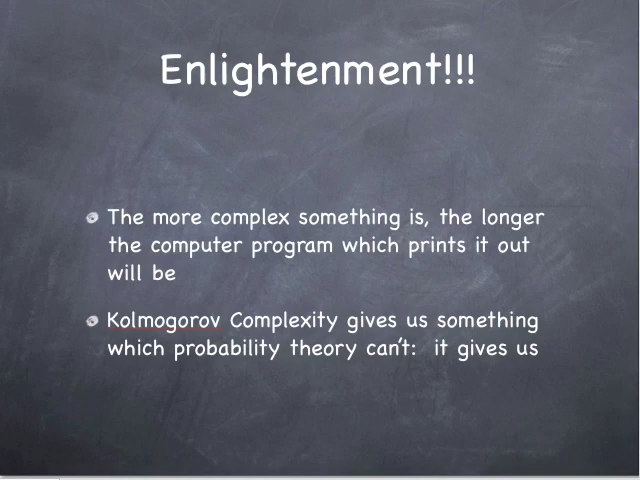 Enlightenment!!!
The more complex something is, the longer
the computer program which prints it out
will be
Kolmogorov Complexity gives us something
which probability theory can't:  it gives us